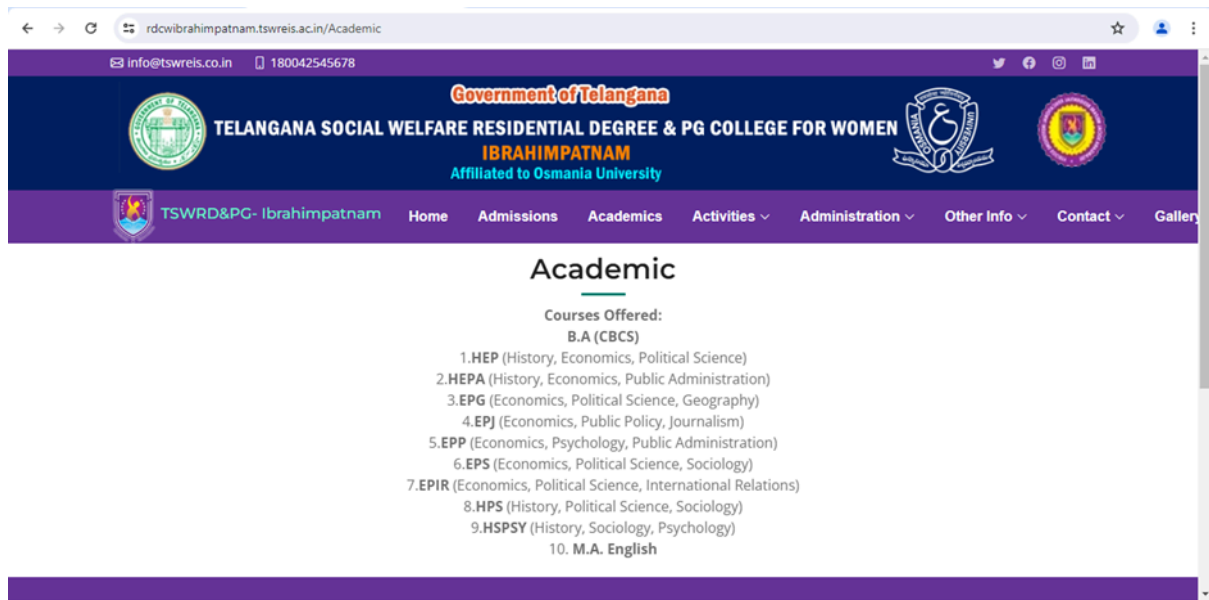 rdcwibrahimpatnam.tswreis.ac.in/Academic
info@tswreis.co.in 180042545678
Government of Telangana
TELANGANA SOCIAL WELFARE RESIDENTIAL DEGREE & PG COLLEGE FOR WOMEN
IBRAHIMPATNAM
Affiliated to Osmania University
TSWRD&PG- Ibrahimpatnam Home Admissions Academics Activities Administration Other Info Contact Gallery
Academic
Courses Offered:
B.A (CBCS)
1.HEP (History, Economics, Political Science)
2.HEPA (History, Economics, Public Administration)
3.EPG (Economics, Political Science, Geography)
4.EPJ (Economics, Public Policy, Journalism)
5.EPP (Economics, Psychology, Public Administration)
6.EPS (Economics, Political Science, Sociology)
7.EPIR (Economics, Political Science, International Relations)
8.HPS (History, Political Science, Sociology)
9.HSPSY (History, Sociology, Psychology)
10. M.A. English